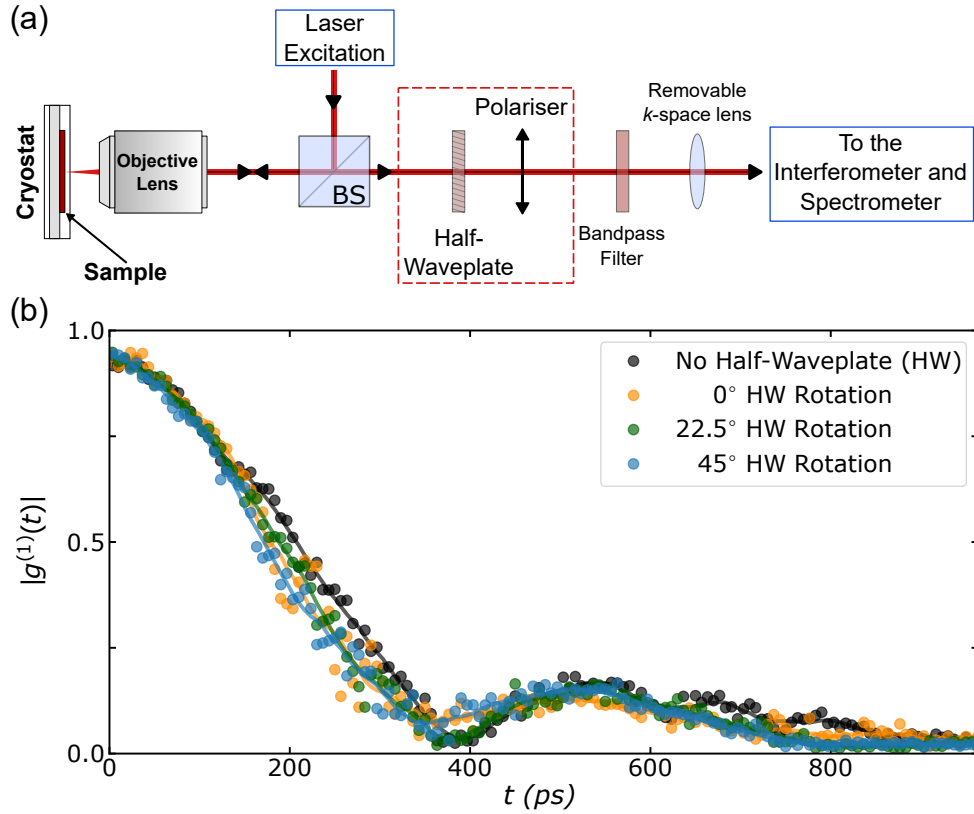 (a)
Laser
Excitation
Cryostat
Objective
Lens
BS
Sample
Half-
Waveplate
Polariser
Bandpass
Filter
Removable
k-space lens
To the
Interferometer and
Spectrometer
(b)
1.0
0.5
0.0
|g⁽¹⁾(t)|
No Half-Waveplate (HW)
0° HW Rotation
22.5° HW Rotation
45° HW Rotation
0 200 400 600 800
t (ps)